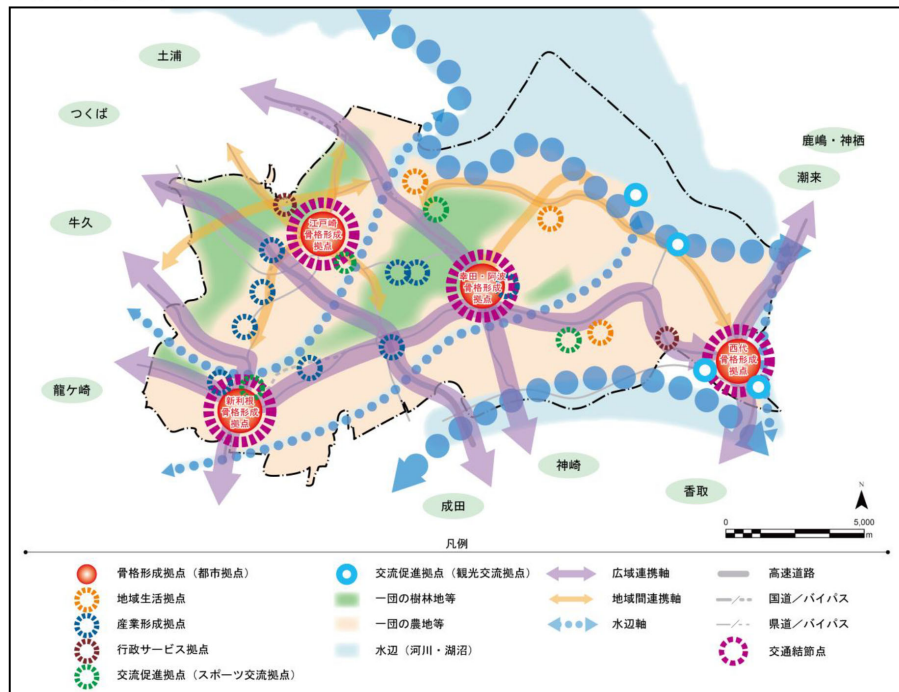 土浦
つくば
鹿嶋・神栖
潮来
牛久
江戸崎
骨格形成
拠点
幸田・阿波
骨格形成
拠点
西代
骨格形成
拠点
龍ケ崎
新利根
骨格形成
拠点
神崎
成田
香取
N
0
5,000
m
凡例
骨格形成拠点（都市拠点）
地域生活拠点
産業形成拠点
行政サービス拠点
交流促進拠点（スポーツ交流拠点）
交流促進拠点（観光交流拠点）
一団の樹林地等
一団の農地等
水辺（河川・湖沼）
広域連携軸
地域間連携軸
水辺軸
高速道路
国道／バイパス
県道／バイパス
交通結節点